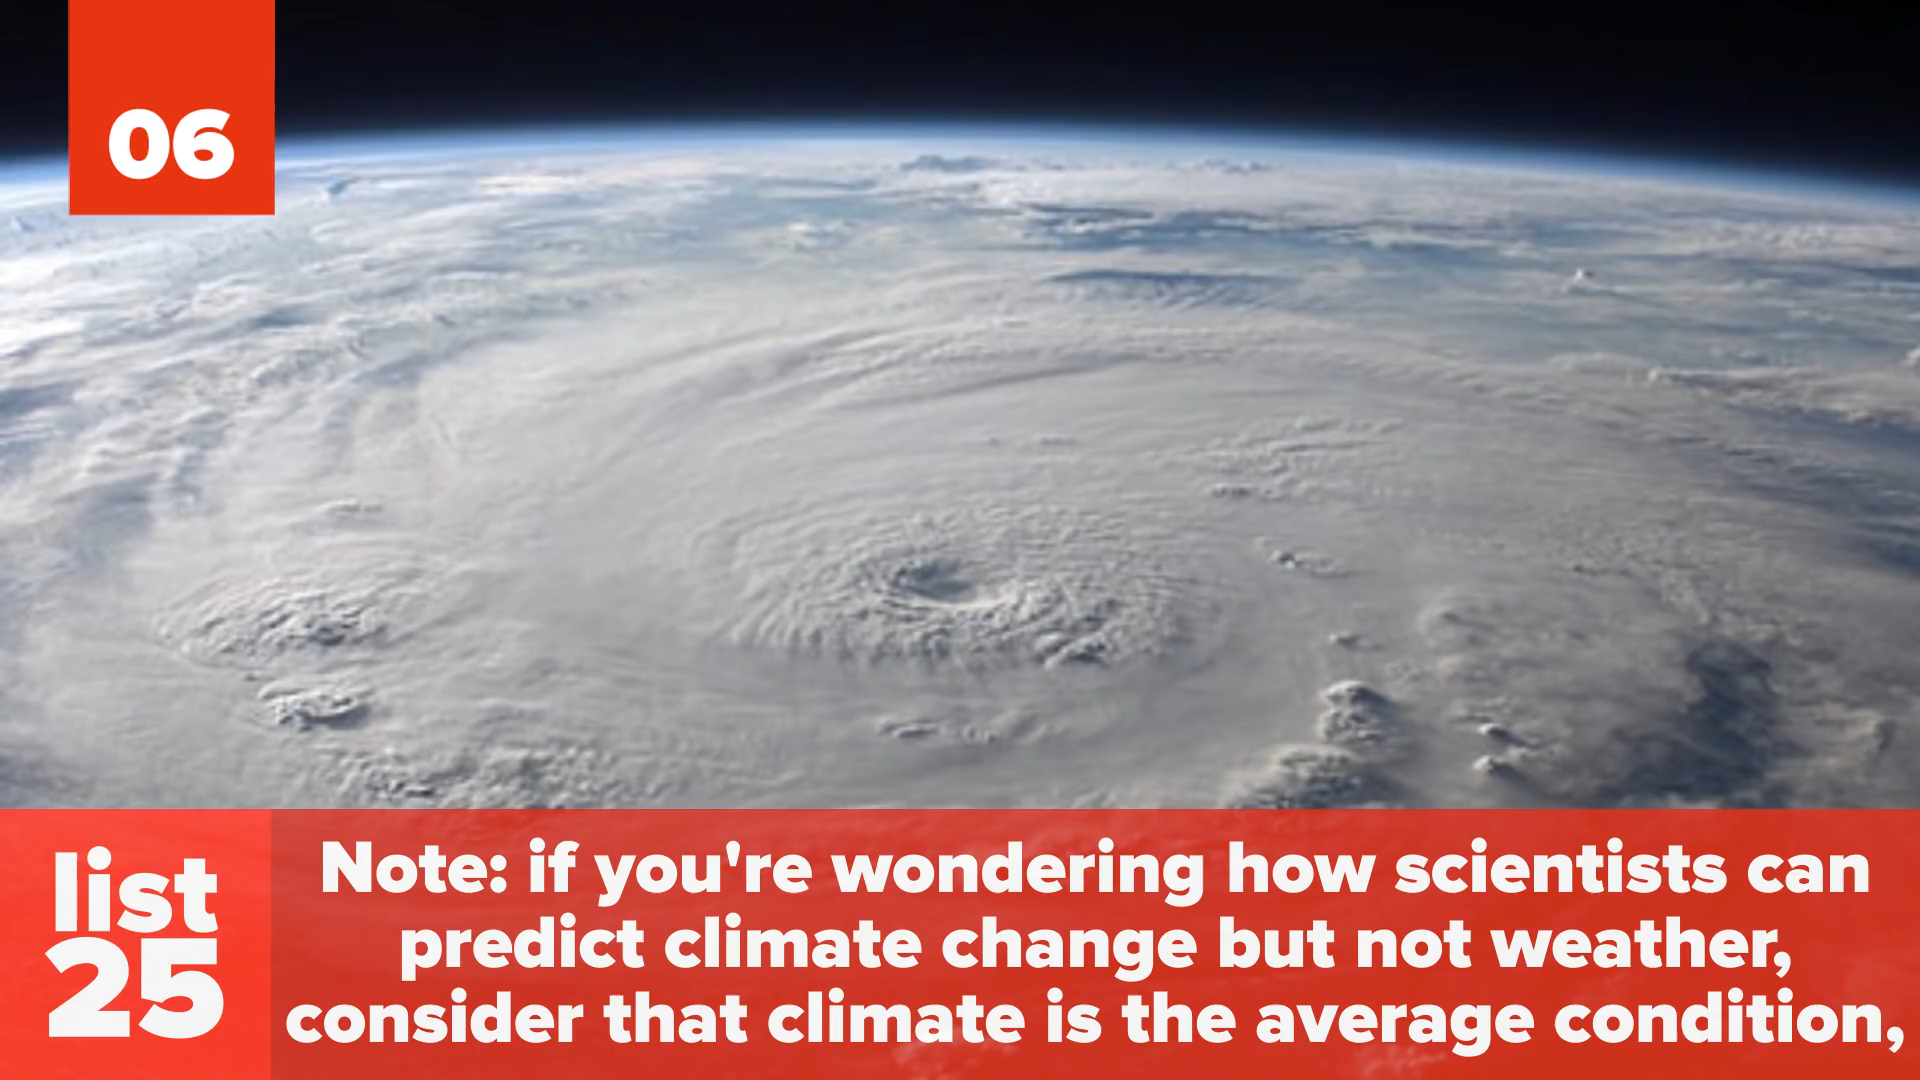 06
list
25
Note: if you're wondering how scientists can
predict climate change but not weather,
consider that climate is the average condition,